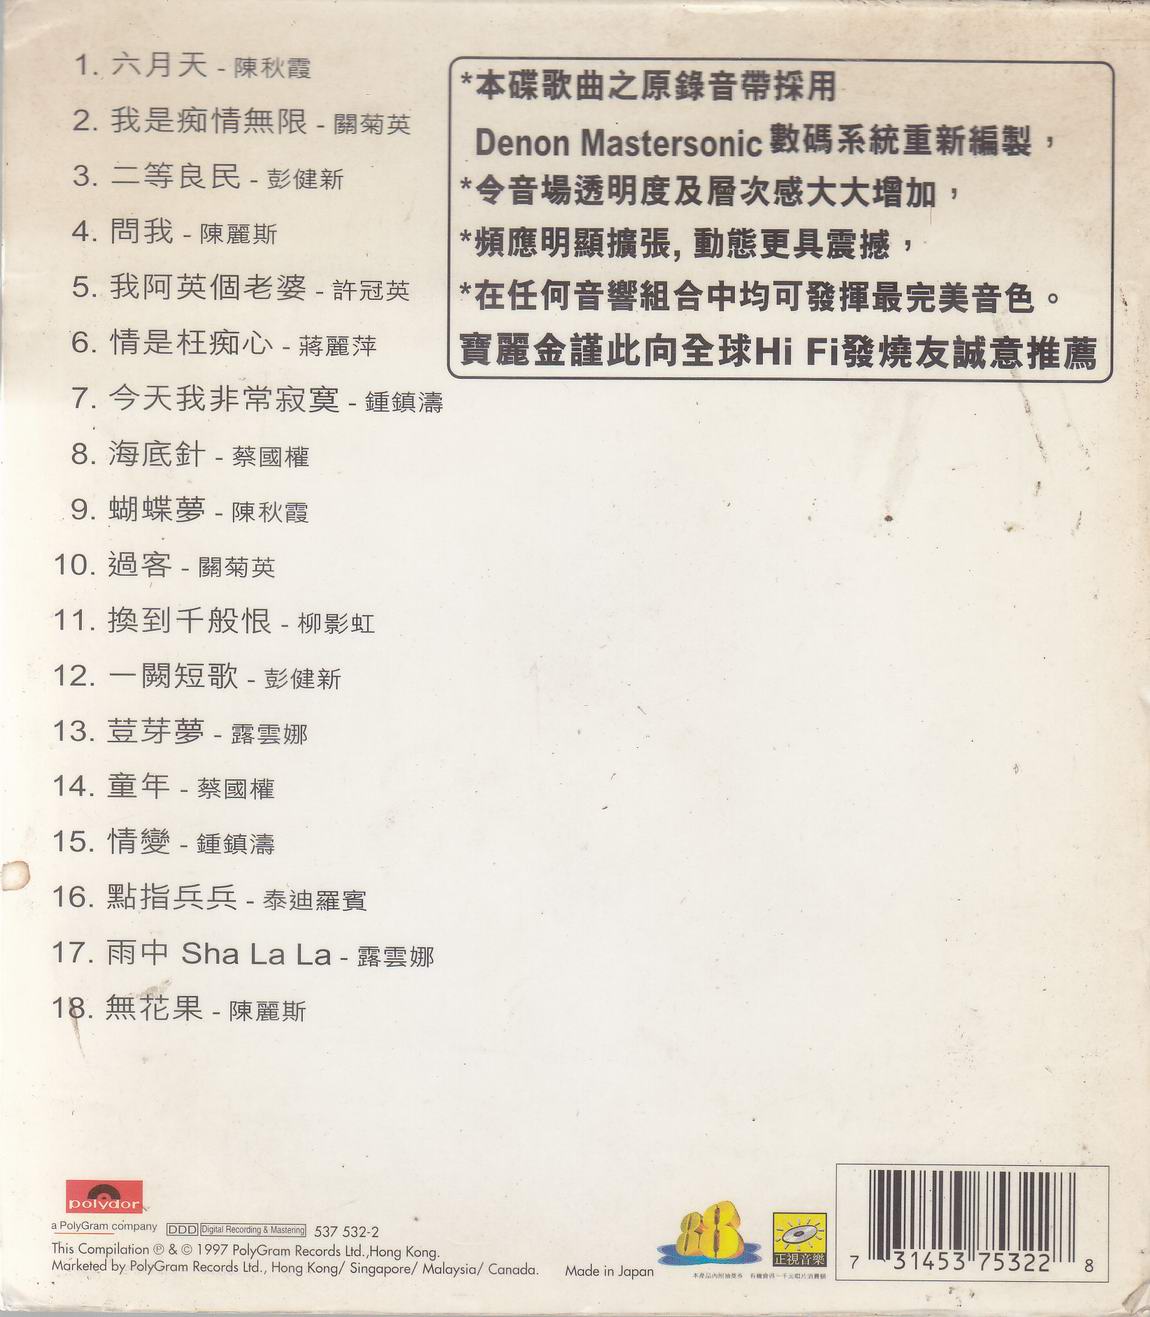 1. 六月天 - 陳秋霞
2. 我是痴情無限 - 關菊英
3. 二等良民 - 彭健新
4. 問我 - 陳麗斯
5. 我阿英個老婆 - 許冠英
6. 情是枉痴心 - 蔣麗萍
7. 今天我非常寂寞 - 鍾鎮濤
8. 海底針 - 蔡國權
9. 蝴蝶夢 - 陳秋霞
10. 過客 - 關菊英
11. 換到千般恨 - 柳影虹
12. 一闕短歌 - 彭健新
13. 荳芽夢 - 露雲娜
14. 童年 - 蔡國權
15. 情變 - 鍾鎮濤
16. 點指兵兵 - 泰迪羅賓
17. 雨中 Sha La La - 露雲娜
18. 無花果 - 陳麗斯
*本碟歌曲之原錄音帶採用
Denon Mastersonic數碼系統重新編製，
*令音場透明度及層次感大大增加，
*頻應明顯擴張, 動態更具震撼，
*在任何音響組合中均可發揮最完美音色。
寶麗金謹此向全球Hi Fi發燒友誠意推薦
polydor
a PolyGram company DDD Digital Recording & Mastering 537 532-2
This Compilation ℗ & © 1997 PolyGram Records Ltd.,Hong Kong.
Marketed by PolyGram Records Ltd., Hong Kong/ Singapore/ Malaysia/ Canada. Made in Japan
88
正視音樂
7 31453 75322 8